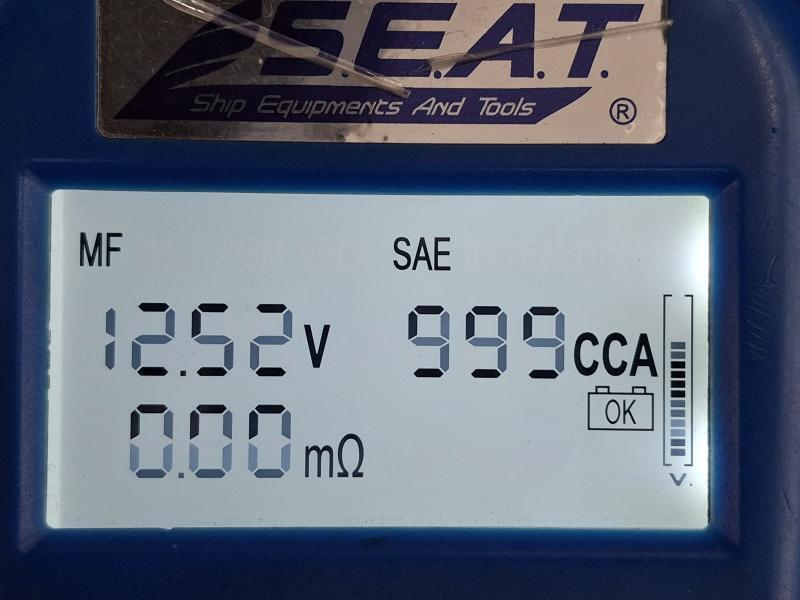 S.E.A.T.
Ship Equipments And Tools ®
MF SAE
12.52 V 999 CCA
OK
0.00 mΩ
V.